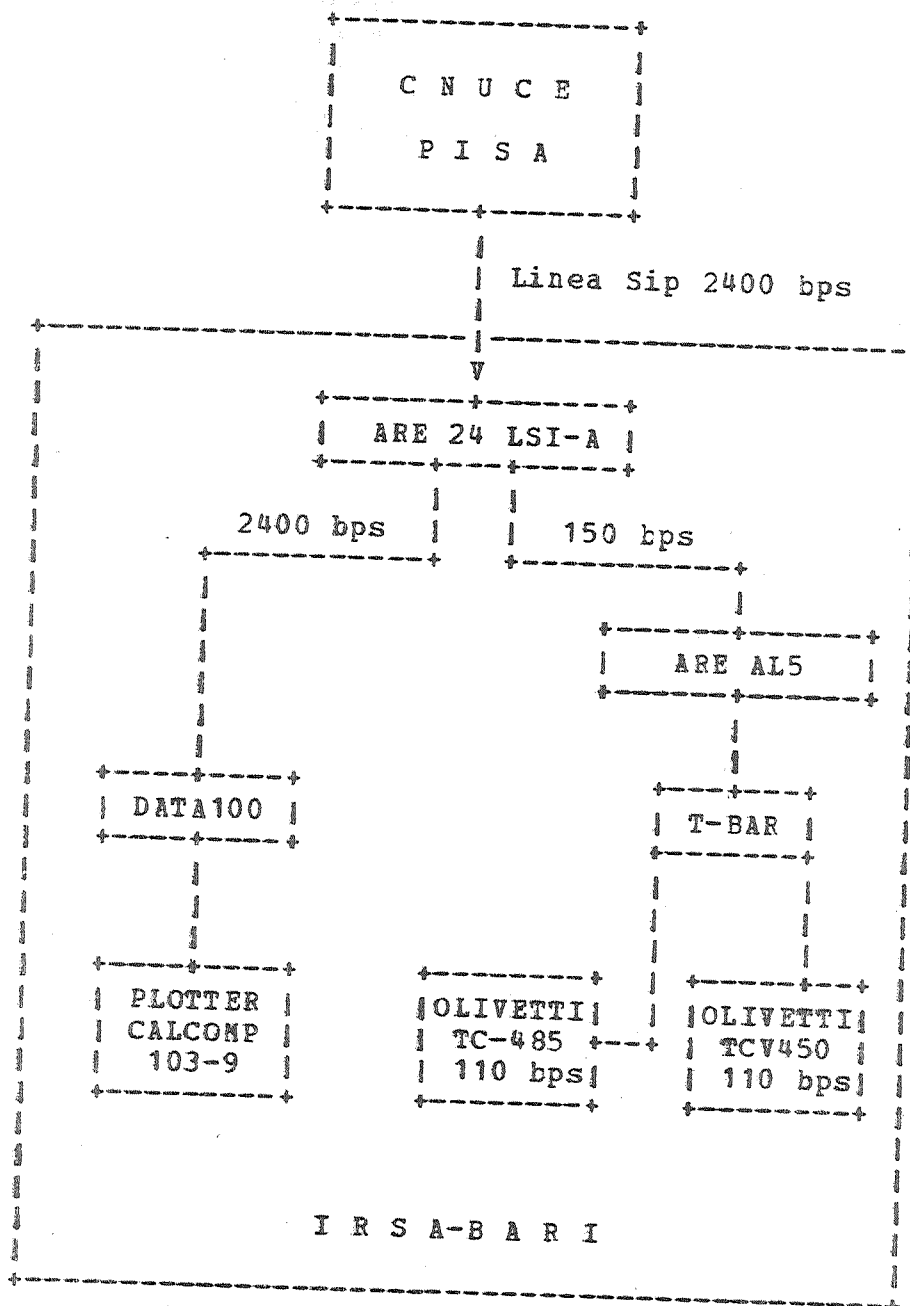 C N U C E
P I S A
Linea Sip 2400 bps
ARE 24 LSI-A
2400 bps
150 bps
ARE AL5
DATA100
T-BAR
PLOTTER
CALCOMP
103-9
OLIVETTI
TC-485
110 bps
OLIVETTI
TCV450
110 bps
I R S A-B A R I